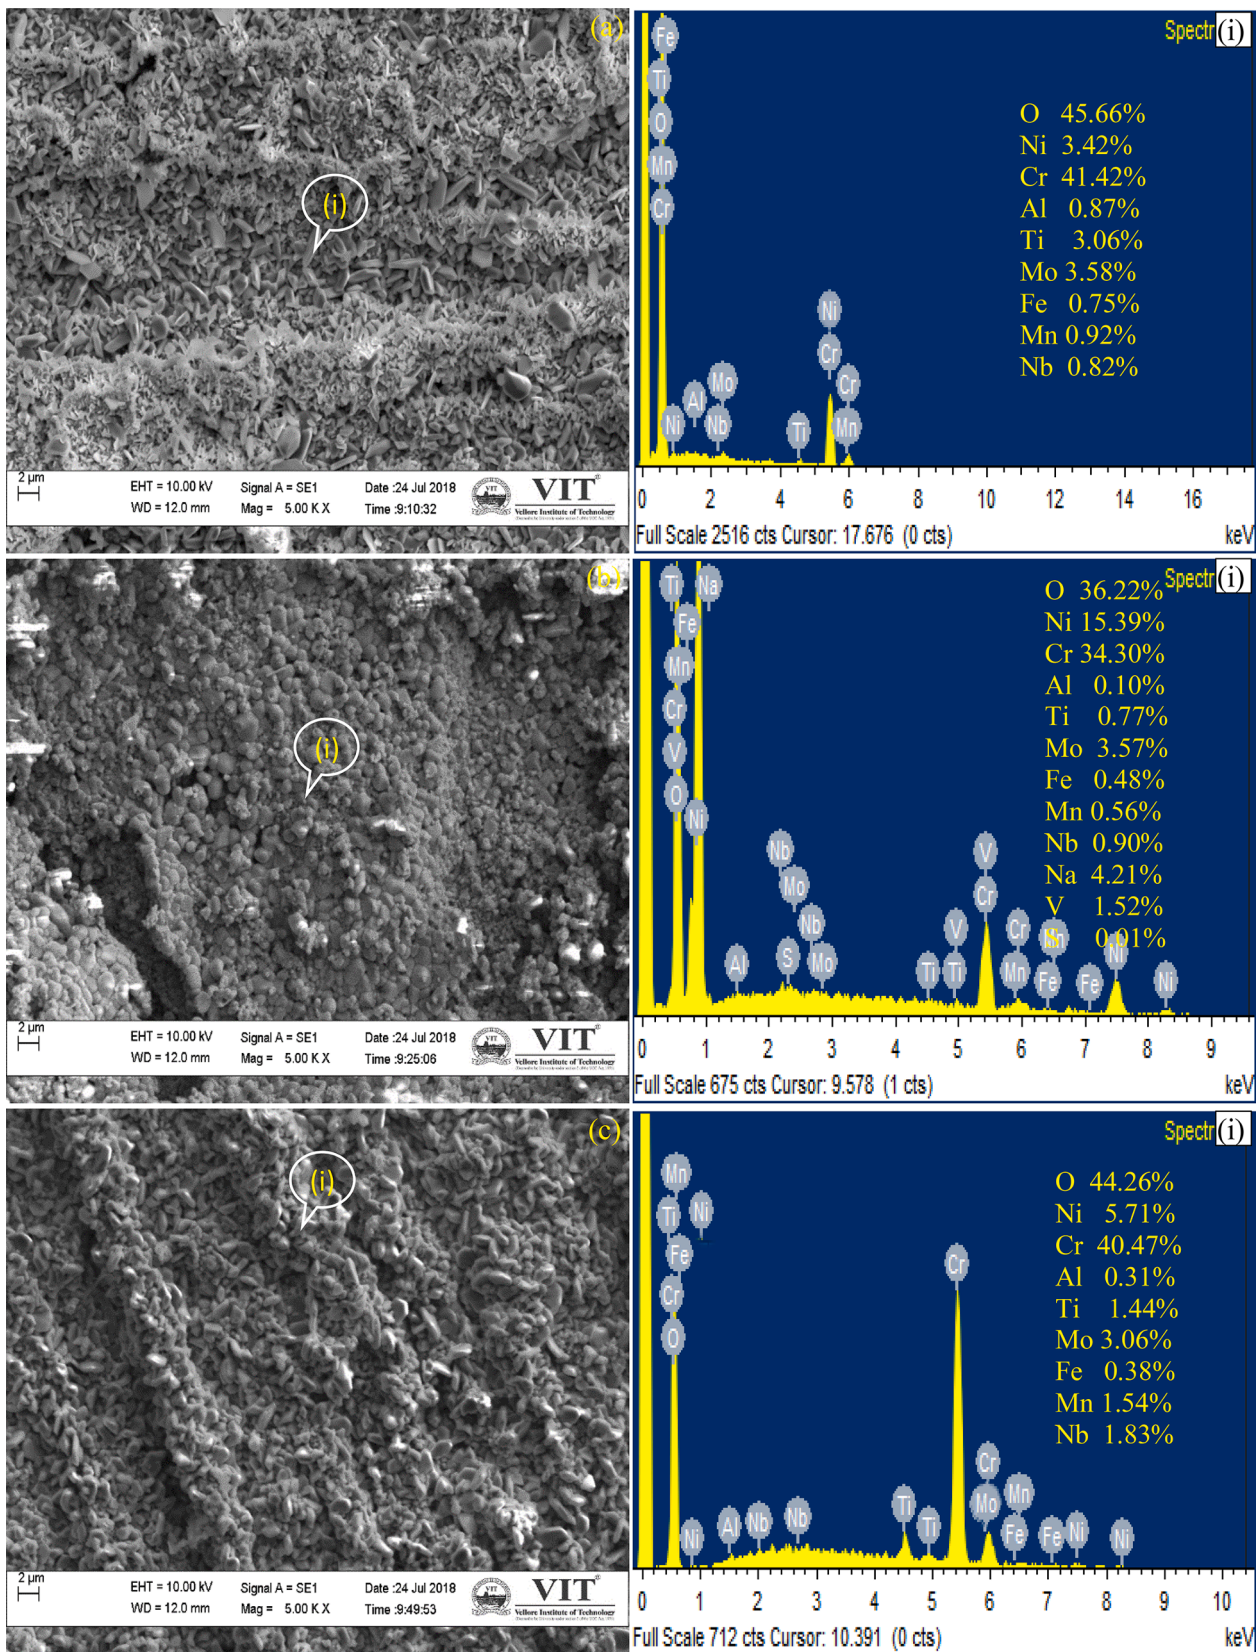 (a)
(i)
2 µm
EHT = 10.00 kV Signal A = SE1 Date :24 Jul 2018
WD = 12.0 mm Mag = 5.00 K X Time :9:10:32
VIT
Vellore Institute of Technology
Spectr (i)
Fe
Ti
O
Mn
Cr
O 45.66%
Ni 3.42%
Cr 41.42%
Al 0.87%
Ti 3.06%
Mo 3.58%
Fe 0.75%
Mn 0.92%
Nb 0.82%
Ni
Cr
Mo Cr
Al
Ni Nb Ti Mn
0 2 4 6 8 10 12 14 16
Full Scale 2516 cts Cursor: 17.676 (0 cts) keV
(b)
(i)
2 µm
EHT = 10.00 kV Signal A = SE1 Date :24 Jul 2018
WD = 12.0 mm Mag = 5.00 K X Time :9:25:06
VIT
Vellore Institute of Technology
Spectr (i)
Ti Na
Fe
Mn
Cr
V
O
Ni
O 36.22%
Ni 15.39%
Cr 34.30%
Al 0.10%
Ti 0.77%
Mo 3.57%
Fe 0.48%
Mn 0.56%
Nb 0.90%
Na 4.21%
V 1.52%
0.01%
Nb V
Mo Cr
Nb V Cr Mn
Al S Mo Ti Ti Mn Fe Fe Ni Ni
0 1 2 3 4 5 6 7 8 9
Full Scale 675 cts Cursor: 9.578 (1 cts) keV
(c)
(i)
2 µm
EHT = 10.00 kV Signal A = SE1 Date :24 Jul 2018
WD = 12.0 mm Mag = 5.00 K X Time :9:49:53
VIT
Vellore Institute of Technology
Spectr (i)
Mn
Ti Ni
Fe
Cr
O
Cr
O 44.26%
Ni 5.71%
Cr 40.47%
Al 0.31%
Ti 1.44%
Mo 3.06%
Fe 0.38%
Mn 1.54%
Nb 1.83%
Cr
Ti Mo Mn
Ni Al Nb Nb Ti Fe Fe Ni Ni
0 1 2 3 4 5 6 7 8 9 10
Full Scale 712 cts Cursor: 10.391 (0 cts) keV